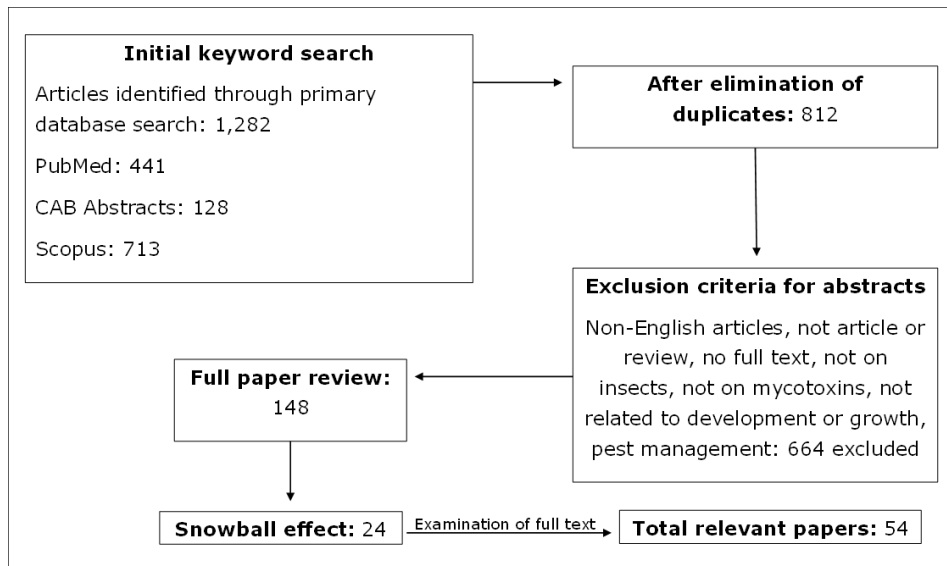 Initial keyword search
Articles identified through primary
database search: 1,282
PubMed: 441
CAB Abstracts: 128
Scopus: 713
After elimination of
duplicates: 812
Exclusion criteria for abstracts
Non-English articles, not article or
review, no full text, not on
insects, not on mycotoxins, not
related to development or growth,
pest management: 664 excluded
Full paper review:
148
Snowball effect: 24
Examination of full text
Total relevant papers: 54